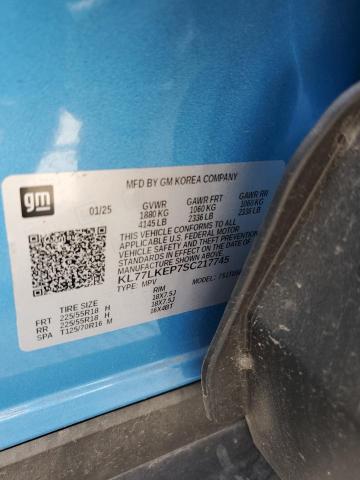 gm
MFD BY GM KOREA COMPANY
01/25 GVWR GAWR FRT GAWR RR
1880 KG 1060 KG 1060 KG
4145 LB 2336 LB 2336 LB
THIS VEHICLE CONFORMS TO ALL
APPLICABLE U.S. FEDERAL MOTOR
VEHICLE SAFETY, BUMPER, AND THEFT
PREVENTION STANDARDS IN EFFECT ON
THE DATE OF MANUFACTURE SHOWN ABOVE.
KL77LKEP7SC217745
TYPE: MPV MODEL:
TIRE SIZE RIM
FRT 225/55R18 H 18X7.5J
RR 225/55R18 H 18X7.5J
SPA T125/70R16 M 16X4BT